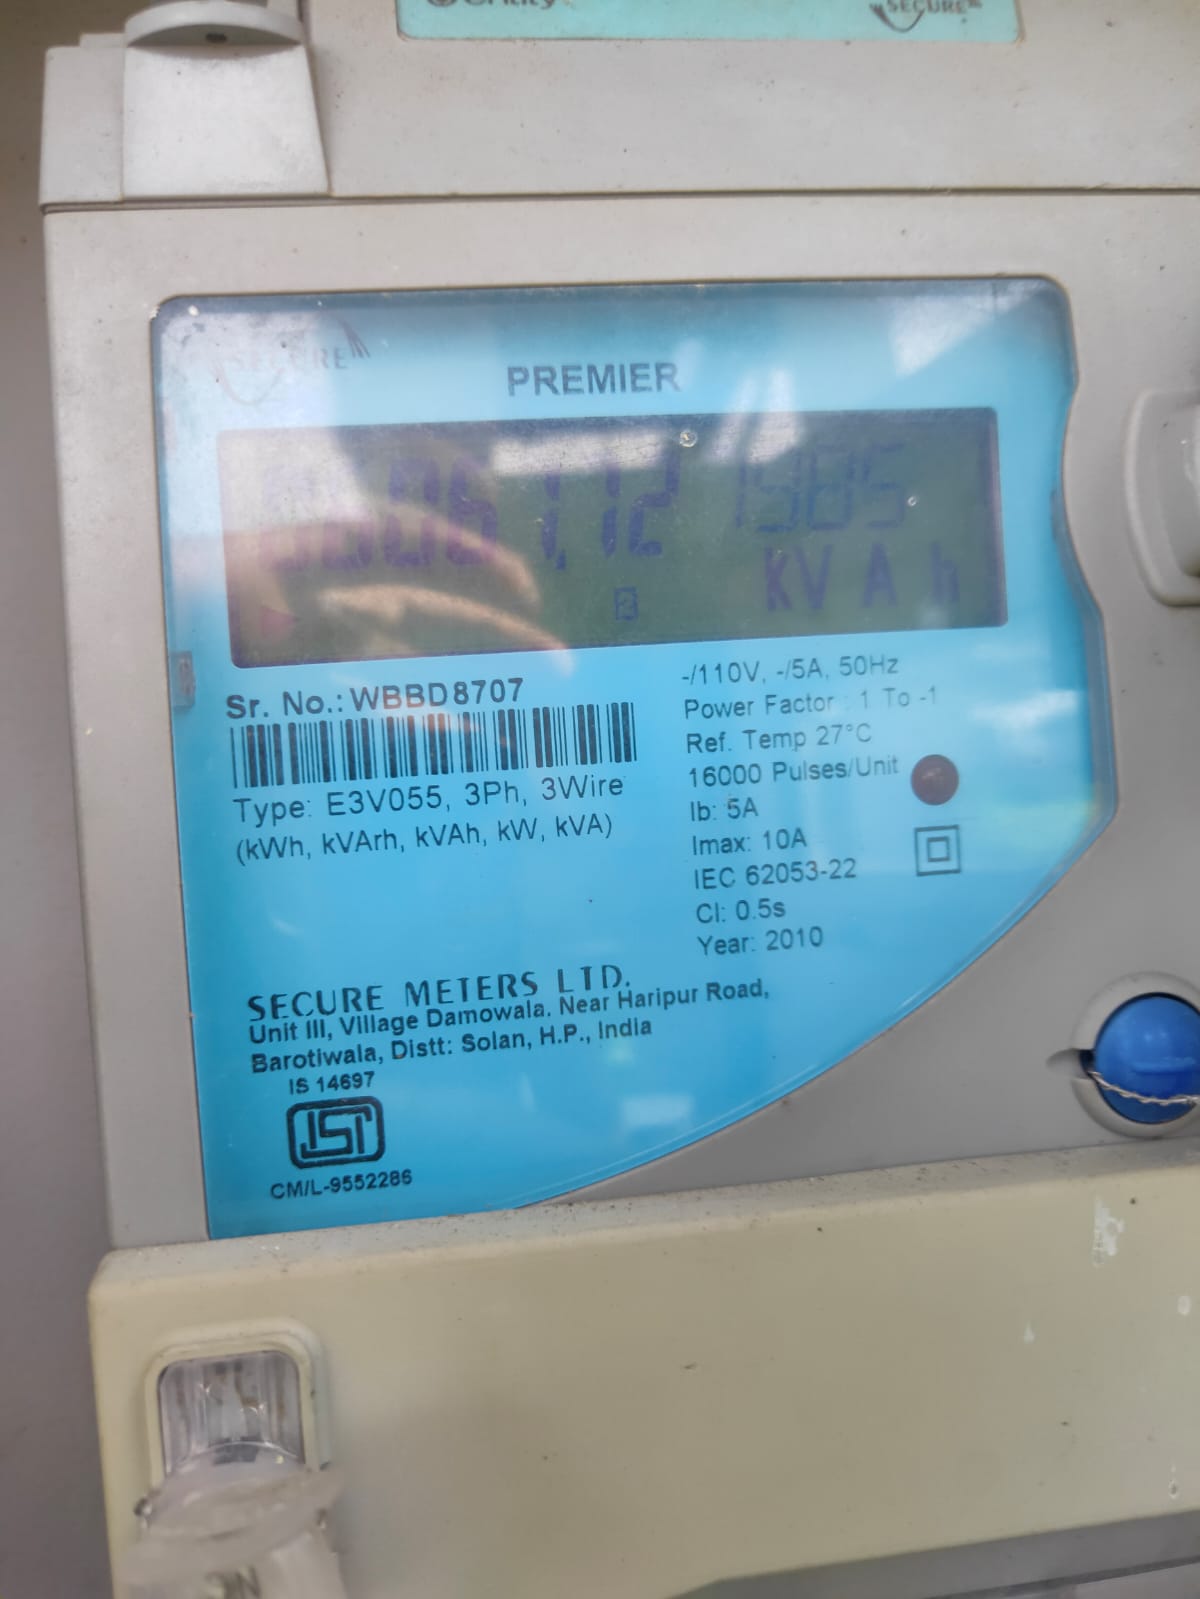 SECURE
SECURE
PREMIER
KVAh
Sr. No.: WBBD8707
Type: E3V055, 3Ph, 3Wire
(kWh, kVArh, kVAh, kW, kVA)
-/110V, -/5A, 50Hz
Power Factor : 1 To -1
Ref. Temp 27°C
16000 Pulses/Unit
Ib: 5A
Imax: 10A
IEC 62053-22
Cl: 0.5s
Year: 2010
SECURE METERS LTD.
Unit III, Village Damowala. Near Haripur Road,
Barotiwala, Distt: Solan, H.P., India
IS 14697
CM/L-9552286